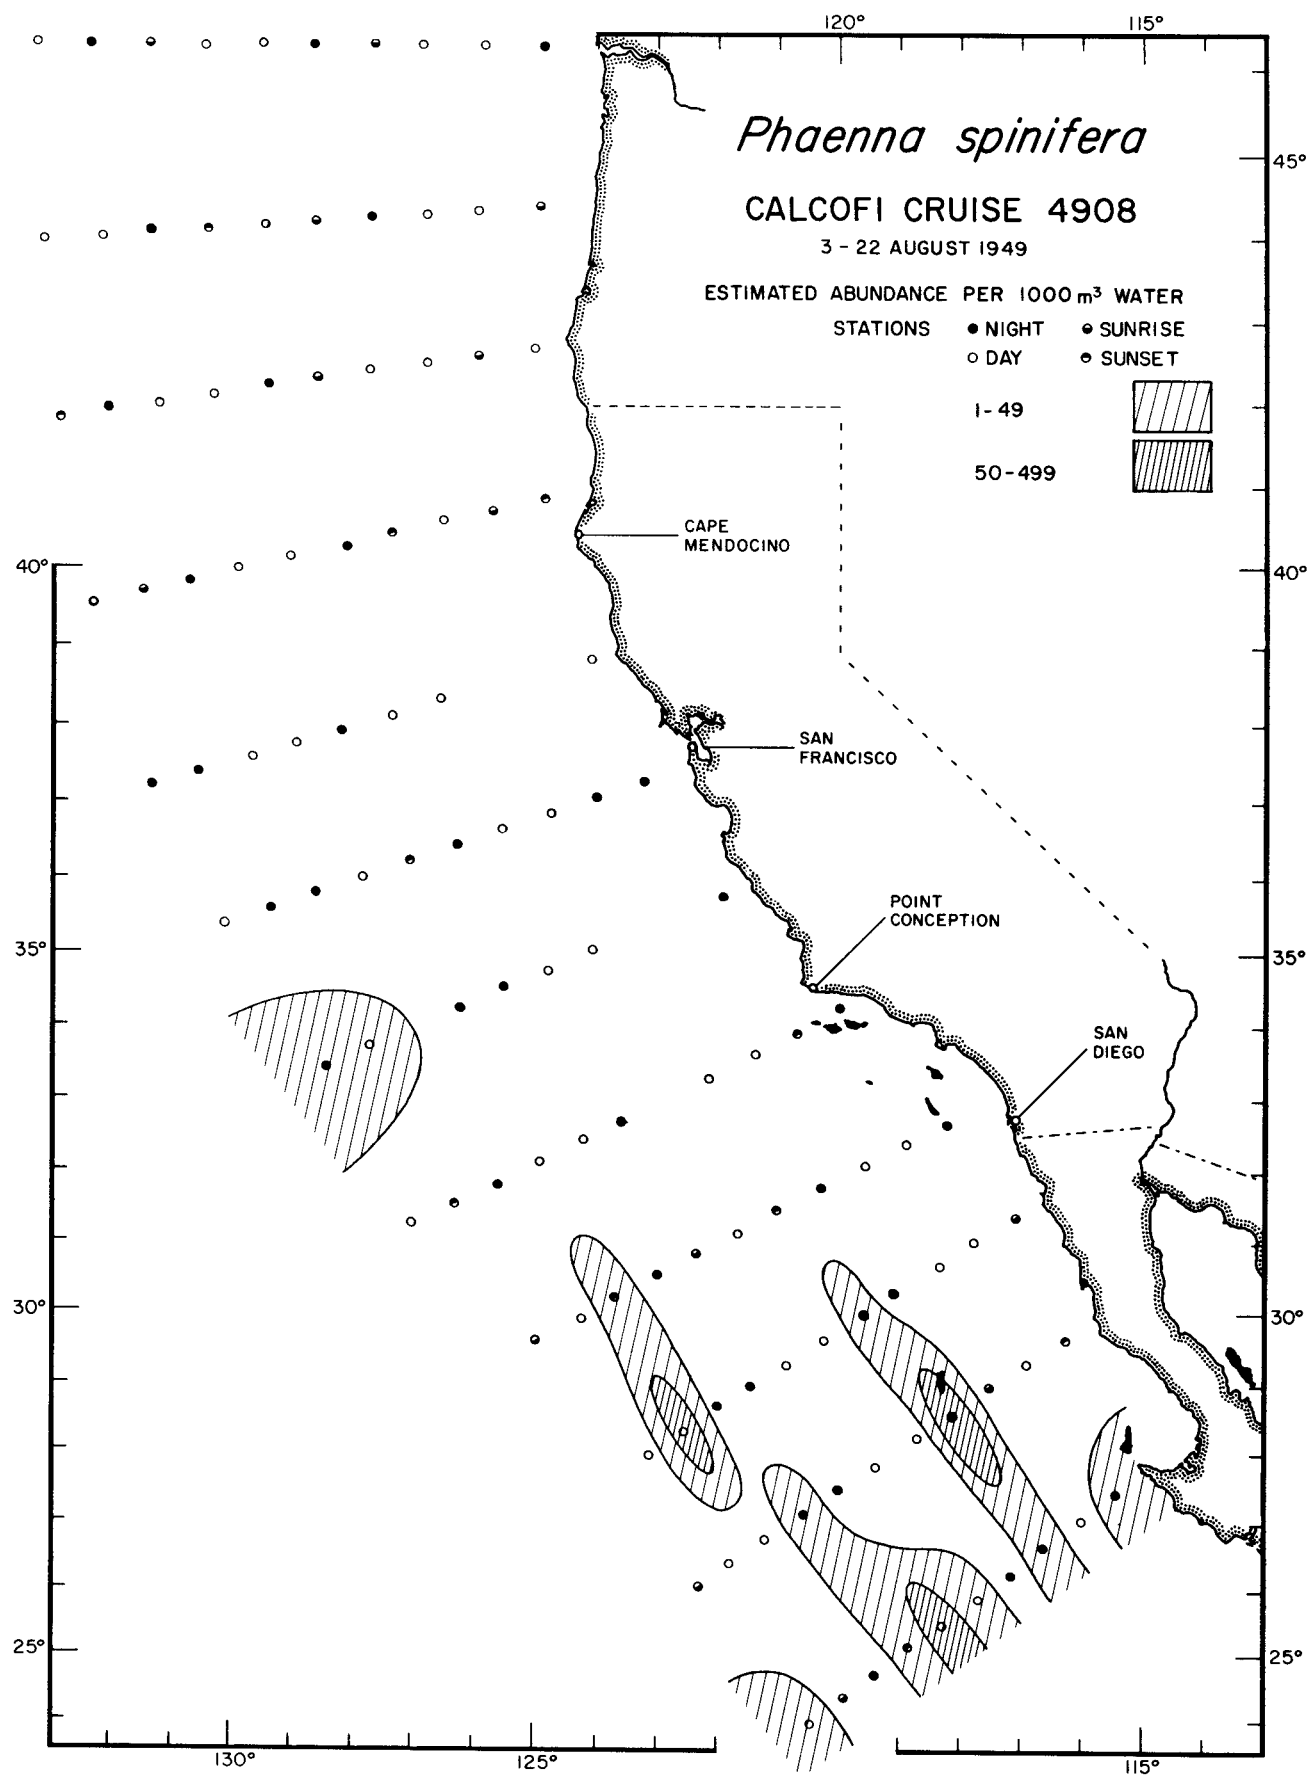 120° 115°
Phaenna spinifera
45°
CALCOFI CRUISE 4908
3-22 AUGUST 1949
ESTIMATED ABUNDANCE PER 1000 m³ WATER
STATIONS ● NIGHT ◒ SUNRISE
○ DAY ◓ SUNSET
1-49
50-499
CAPE
MENDOCINO
40° 40°
SAN
FRANCISCO
POINT
CONCEPTION
35° 35°
SAN
DIEGO
30° 30°
25° 25°
130° 125° 115°